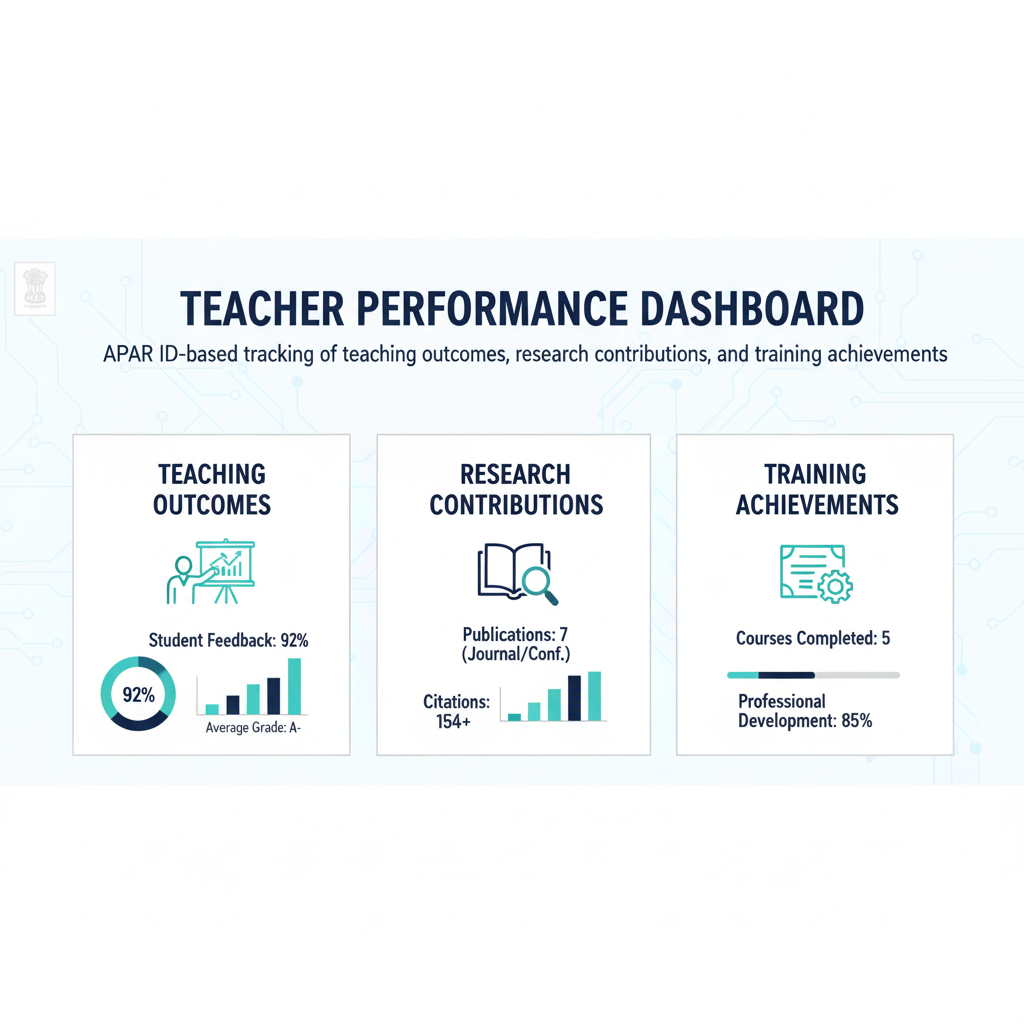 TEACHER PERFORMANCE DASHBOARD
APAR ID-based tracking of teaching outcomes, research contributions, and training achievements
TEACHING
OUTCOMES
Student Feedback: 92%
92%
Average Grade: A-
RESEARCH
CONTRIBUTIONS
Publications: 7
(Journal/Conf.)
Citations:
154+
TRAINING
ACHIEVEMENTS
Courses Completed: 5
Professional
Development: 85%